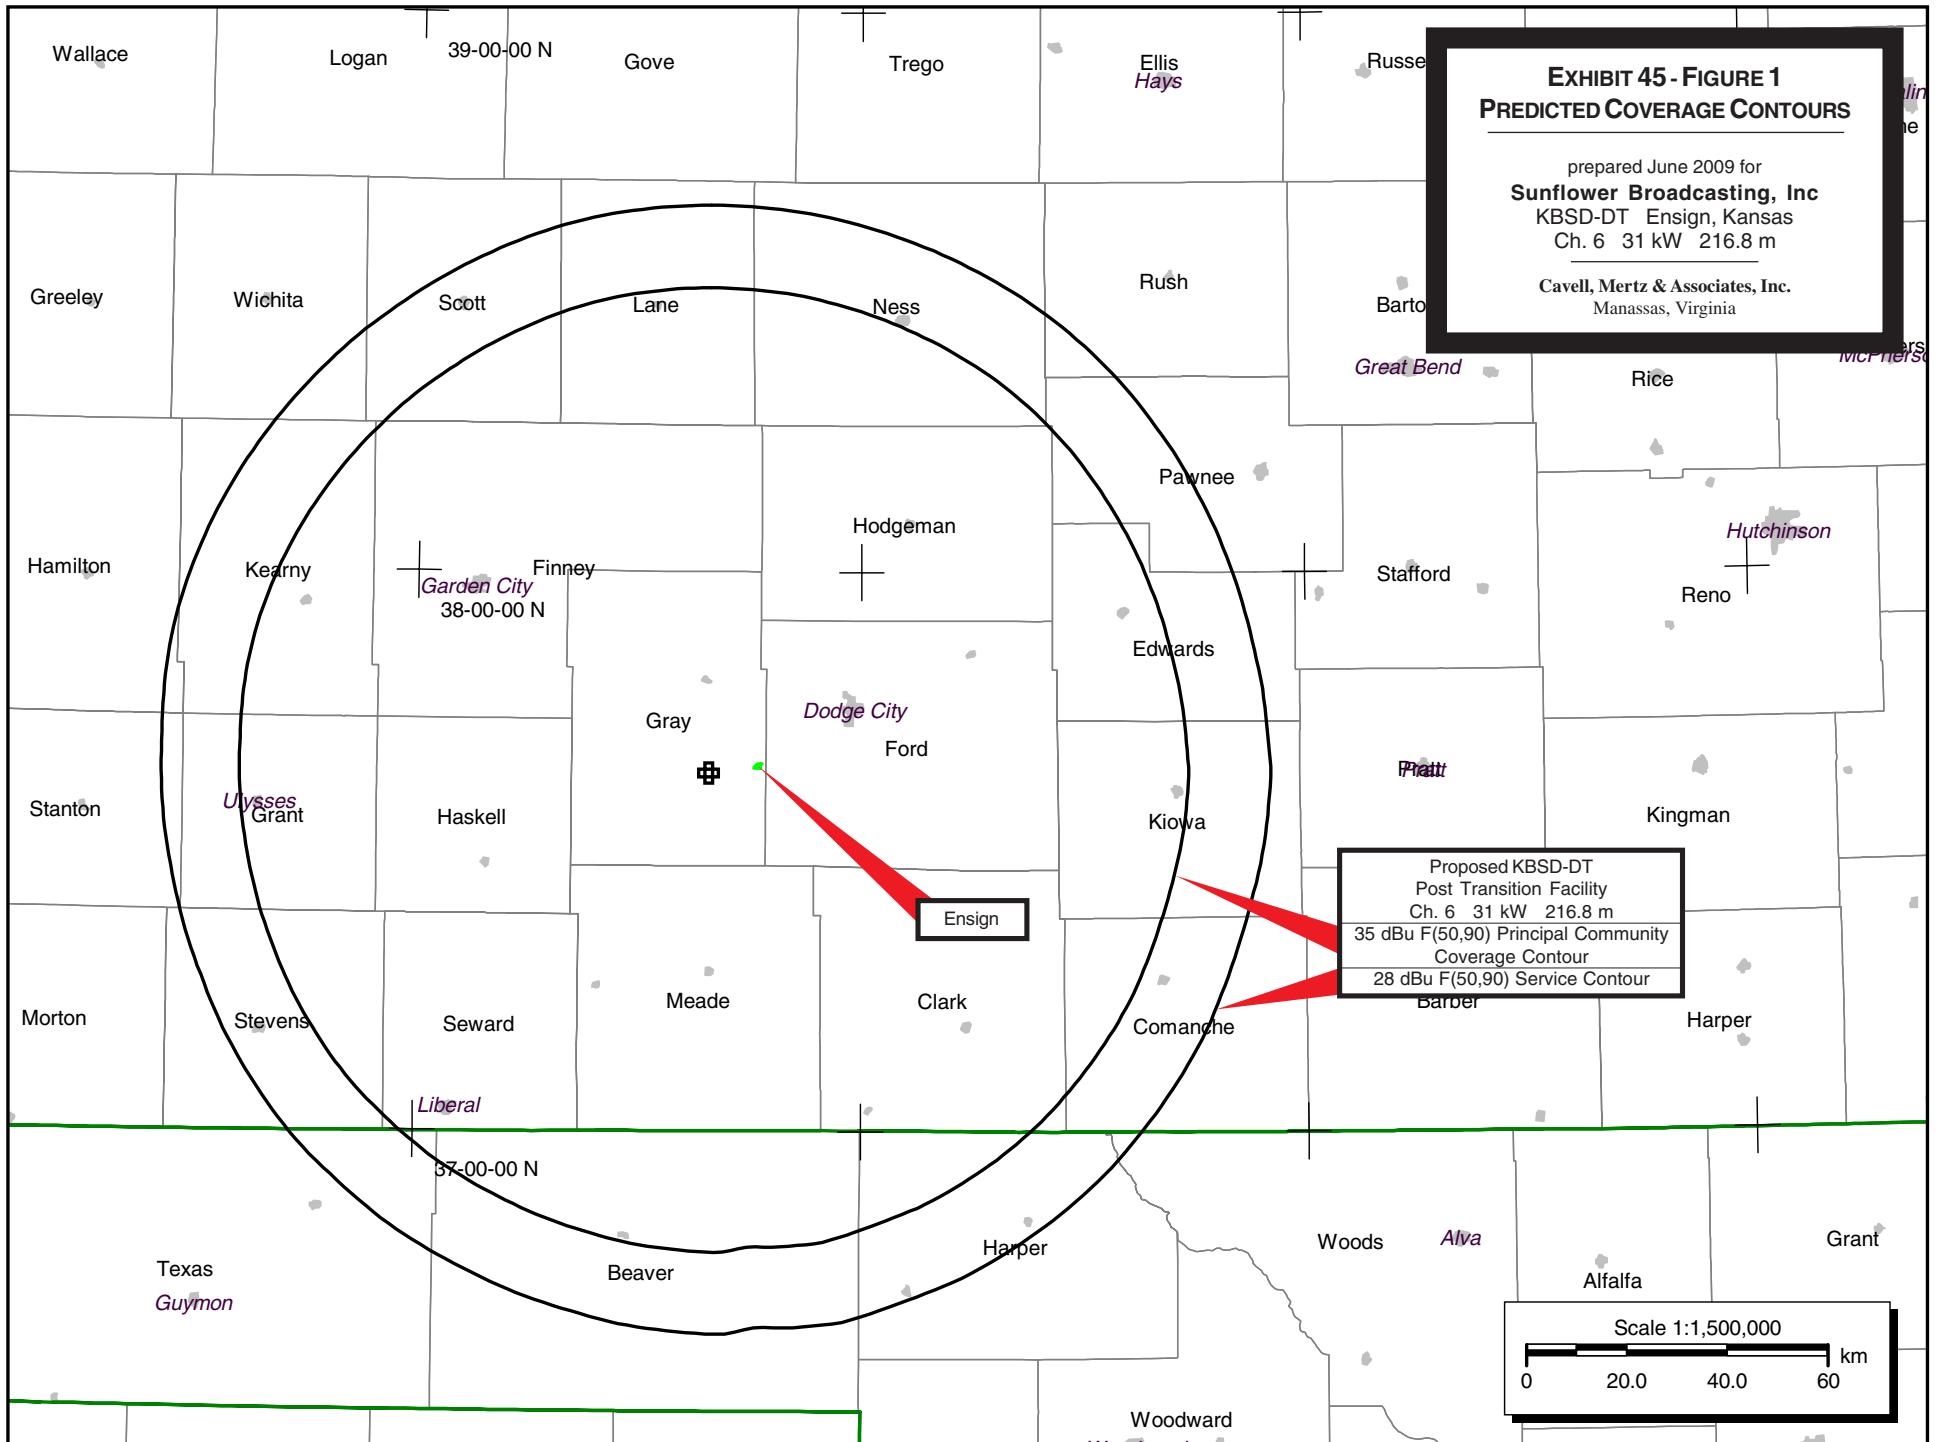 Wallace
Logan
39-00-00 N
Gove
Trego
Ellis
Hays
Russe
EXHIBIT 45 - FIGURE 1
PREDICTED COVERAGE CONTOURS
prepared June 2009 for
Sunflower Broadcasting, Inc
KBSD-DT Ensign, Kansas
Ch. 6 31 kW 216.8 m
Cavell, Mertz & Associates, Inc.
Manassas, Virginia
Greeley
Wichita
Scott
Lane
Ness
Rush
Barto
Great Bend
Rice
Hamilton
Kearny
Garden City
Finney
38-00-00 N
Hodgeman
Pawnee
Stafford
Hutchinson
Reno
Edwards
Gray
Dodge City
Ford
Stanton
Ulysses
Grant
Haskell
Kiowa
Pratt
Pratt
Kingman
Ensign
Proposed KBSD-DT
Post Transition Facility
Ch. 6 31 kW 216.8 m
35 dBu F(50,90) Principal Community
Coverage Contour
28 dBu F(50,90) Service Contour
Morton
Stevens
Seward
Meade
Clark
Comanche
Barber
Harper
Liberal
37-00-00 N
Texas
Guymon
Beaver
Harper
Woods
Alva
Alfalfa
Grant
Woodward
Scale 1:1,500,000
km
0 20.0 40.0 60